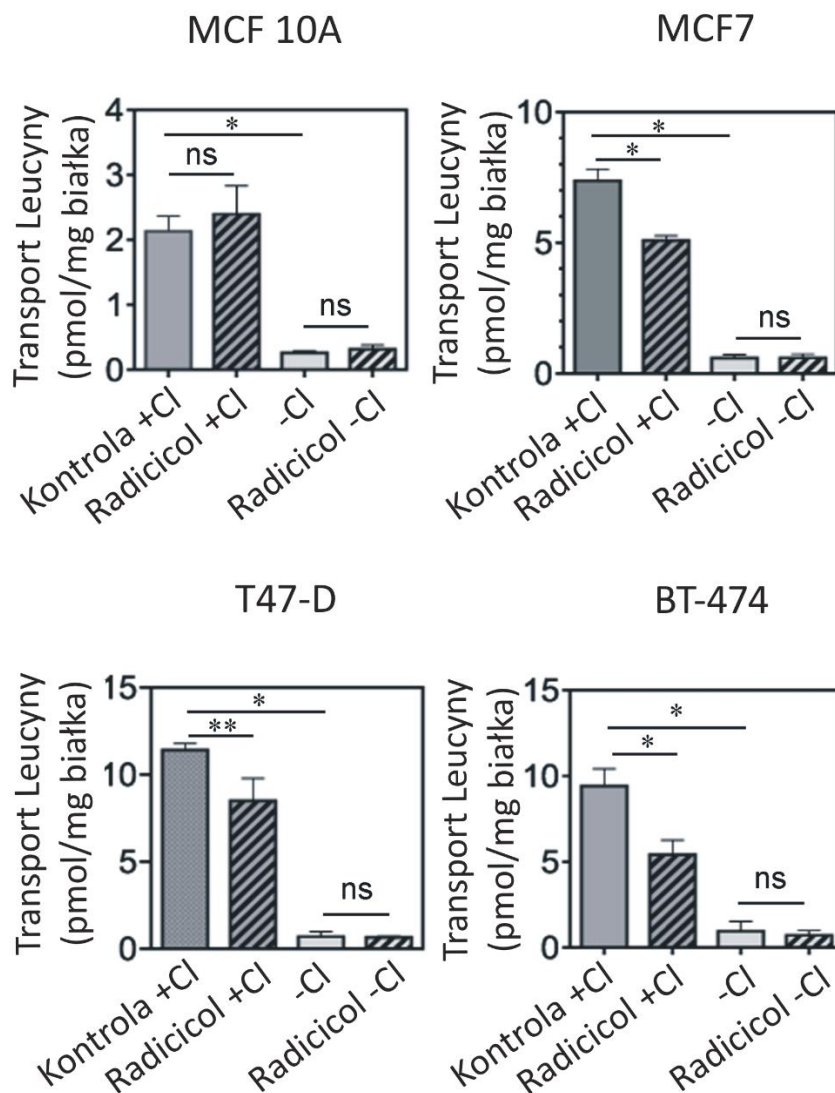 MCF 10A
Transport Leucyny
(pmol/mg białka)
4
3
2
1
0
*
ns
ns
Kontrola +Cl
Radicicol +Cl
-Cl
Radicicol -Cl
MCF7
Transport Leucyny
(pmol/mg białka)
10
5
0
*
*
ns
Kontrola +Cl
Radicicol +Cl
-Cl
Radicicol -Cl
T47-D
Transport Leucyny
(pmol/mg białka)
15
10
5
0
*
**
ns
Kontrola +Cl
Radicicol +Cl
-Cl
Radicicol -Cl
BT-474
Transport Leucyny
(pmol/mg białka)
15
10
5
0
*
*
ns
Kontrola +Cl
Radicicol +Cl
-Cl
Radicicol -Cl